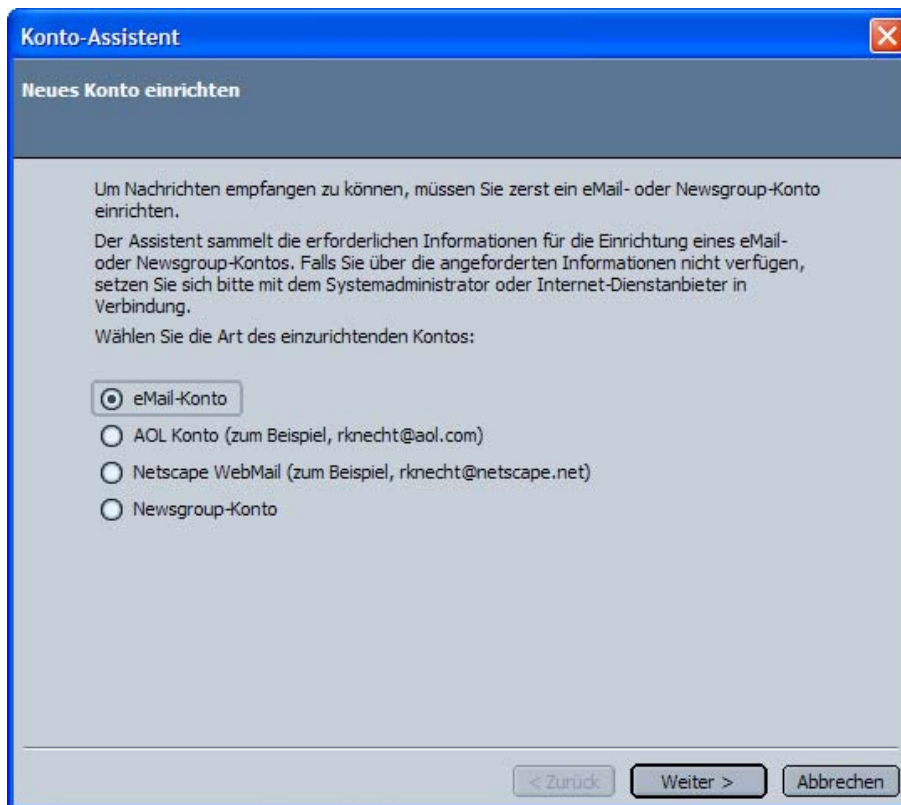 Konto-Assistent
Neues Konto einrichten
Um Nachrichten empfangen zu können, müssen Sie zerst ein eMail- oder Newsgroup-Konto
einrichten.
Der Assistent sammelt die erforderlichen Informationen für die Einrichtung eines eMail-
oder Newsgroup-Kontos. Falls Sie über die angeforderten Informationen nicht verfügen,
setzen Sie sich bitte mit dem Systemadministrator oder Internet-Dienstanbieter in
Verbindung.
Wählen Sie die Art des einzurichtenden Kontos:
eMail-Konto
AOL Konto (zum Beispiel, rknecht@aol.com)
Netscape WebMail (zum Beispiel, rknecht@netscape.net)
Newsgroup-Konto
< Zurück Weiter > Abbrechen